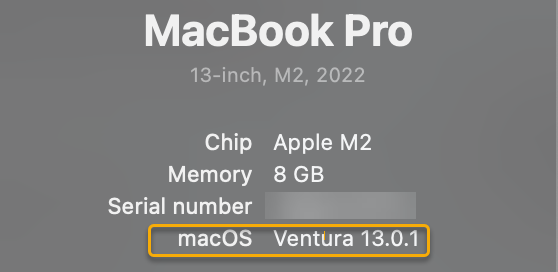 MacBook Pro
13-inch, M2, 2022
Chip Apple M2
Memory 8 GB
Serial number
macOS Ventura 13.0.1